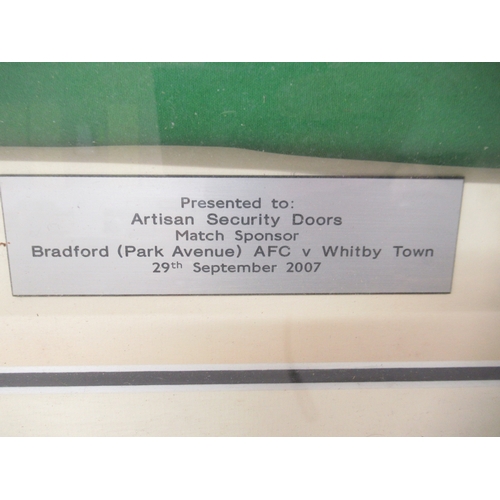 Presented to:
Artisan Security Doors
Match Sponsor
Bradford (Park Avenue) AFC v Whitby Town
29th September 2007